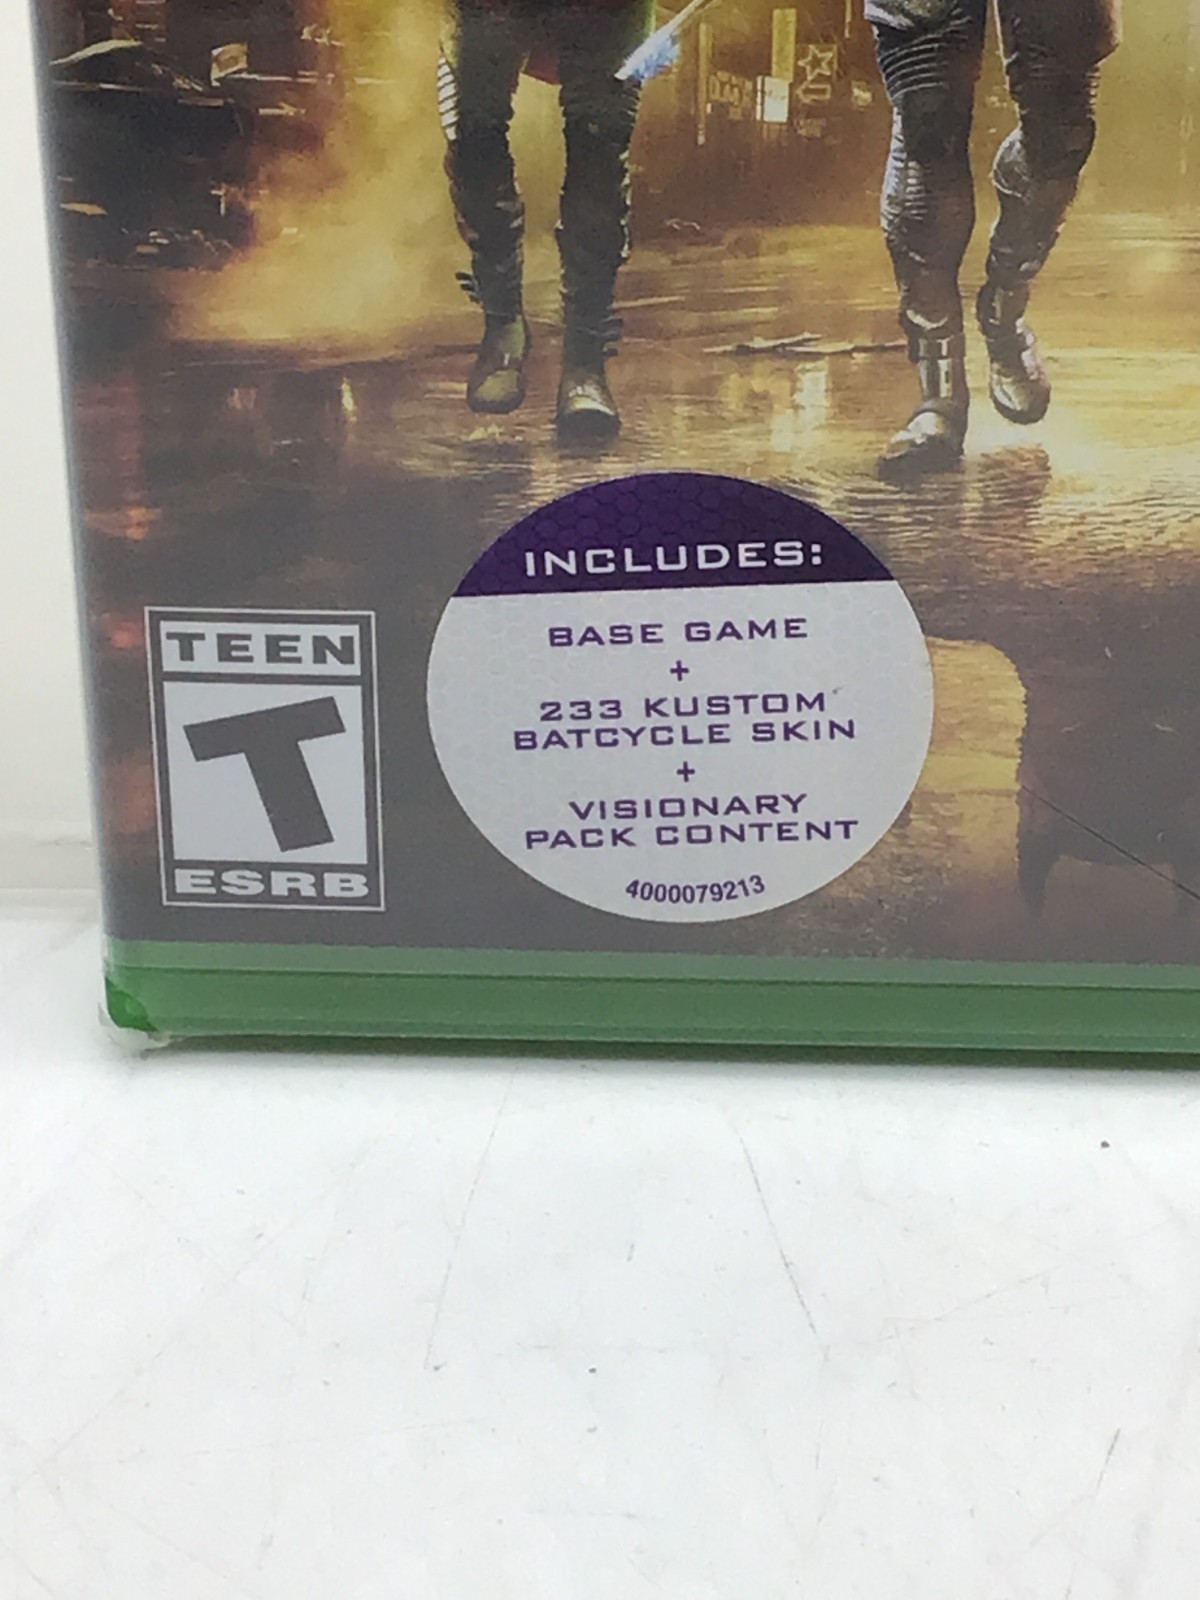 INCLUDES:
BASE GAME
+
233 KUSTOM
BATCYCLE SKIN
+
VISIONARY
PACK CONTENT
4000079213
TEEN
T
ESRB